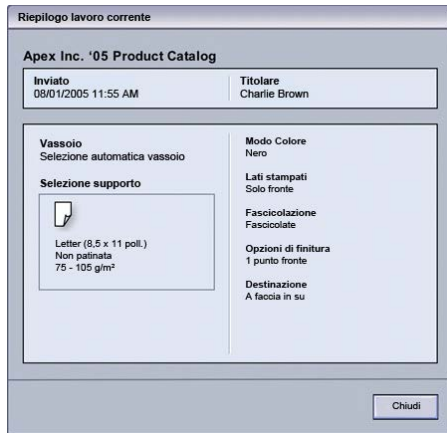 Riepilogo lavoro corrente
Apex Inc. ‘05 Product Catalog
Inviato
08/01/2005 11:55 AM
Titolare
Charlie Brown
Vassoio
Selezione automatica vassoio
Selezione supporto
Letter (8,5 x 11 poll.)
Non patinata
75 - 105 g/m²
Modo Colore
Nero
Lati stampati
Solo fronte
Fascicolazione
Fascicolate
Opzioni di finitura
1 punto fronte
Destinazione
A faccia in su
Chiudi